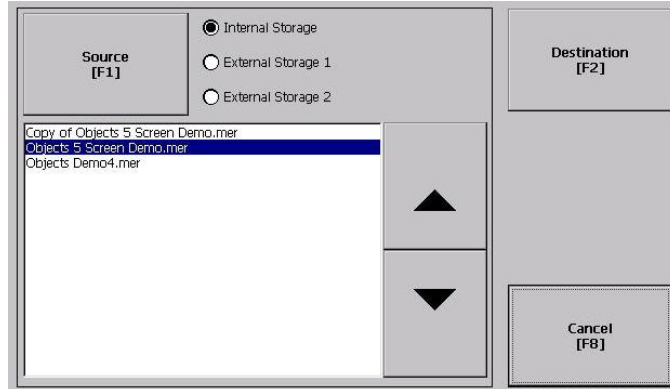 Source
[F1]
Internal Storage
External Storage 1
External Storage 2
Destination
[F2]
Copy of Objects 5 Screen Demo.mer
Objects 5 Screen Demo.mer
Objects Demo4.mer
Cancel
[F8]